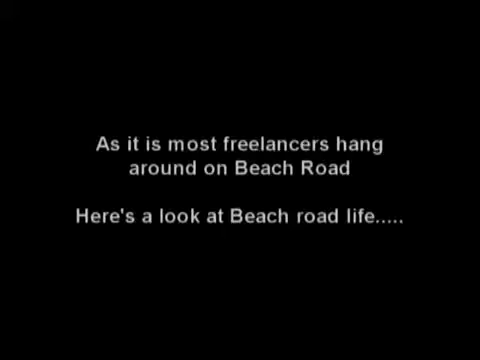 As it is most freelancers hang
around on Beach Road
Here's a look at Beach road life.....